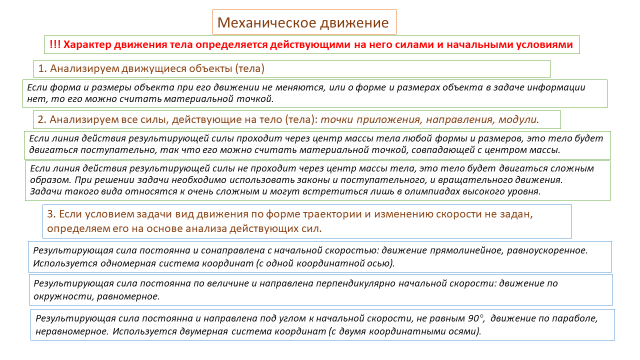 Механическое движение
!!! Характер движения тела определяется действующими на него силами и начальными условиями
1. Анализируем движущиеся объекты (тела)
Если форма и размеры объекта при его движении не меняются, или о форме и размерах объекта в задаче информации
нет, то его можно считать материальной точкой.
2. Анализируем все силы, действующие на тело (тела): точки приложения, направления, модули.
Если линия действия результирующей силы проходит через центр массы тела любой формы и размеров, это тело будет
двигаться поступательно, так что его можно считать материальной точкой, совпадающей с центром массы.
Если линия действия результирующей силы не проходит через центр массы тела, это тело будет двигаться сложным
образом. При решении задачи необходимо использовать законы и поступательного, и вращательного движения.
Задачи такого вида относятся к очень сложным и могут встретиться лишь в олимпиадах высокого уровня.
3. Если условием задачи вид движения по форме траектории и изменению скорости не задан,
определяем его на основе анализа действующих сил.
Результирующая сила постоянна и сонаправлена с начальной скоростью: движение прямолинейное, равноускоренное.
Используется одномерная система координат (с одной координатной осью).
Результирующая сила постоянна по величине и направлена перпендикулярно начальной скорости: движение по
окружности, равномерное.
Результирующая сила постоянна и направлена под углом к начальной скорости, не равным 90°, движение по параболе,
неравномерное. Используется двумерная система координат (с двумя координатными осями).